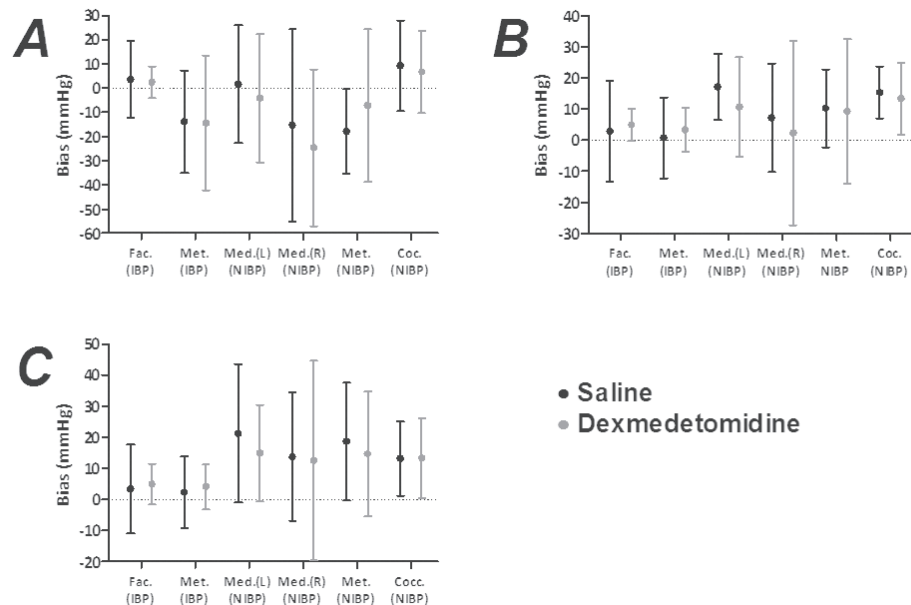 A
Bias (mmHg)
30
20
10
0
-10
-20
-30
-40
-50
-60
Fac. Met. Med.(L) Med.(R) Met. Coc.
(IBP) (IBP) (NIBP) (NIBP) (NIBP) (NIBP)
B
Bias (mmHg)
40
30
20
10
0
-10
-20
-30
Fac. Met. Med.(L) Med.(R) Met. Coc.
(IBP) (IBP) (NIBP) (NIBP) NIBP (NIBP)
C
Bias (mmHg)
50
40
30
20
10
0
-10
-20
Fac. Met. Med.(L) Med.(R) Met. Cocc.
(IBP) (IBP) (NIBP) (NIBP) (NIBP) (NIBP)
Saline
Dexmedetomidine